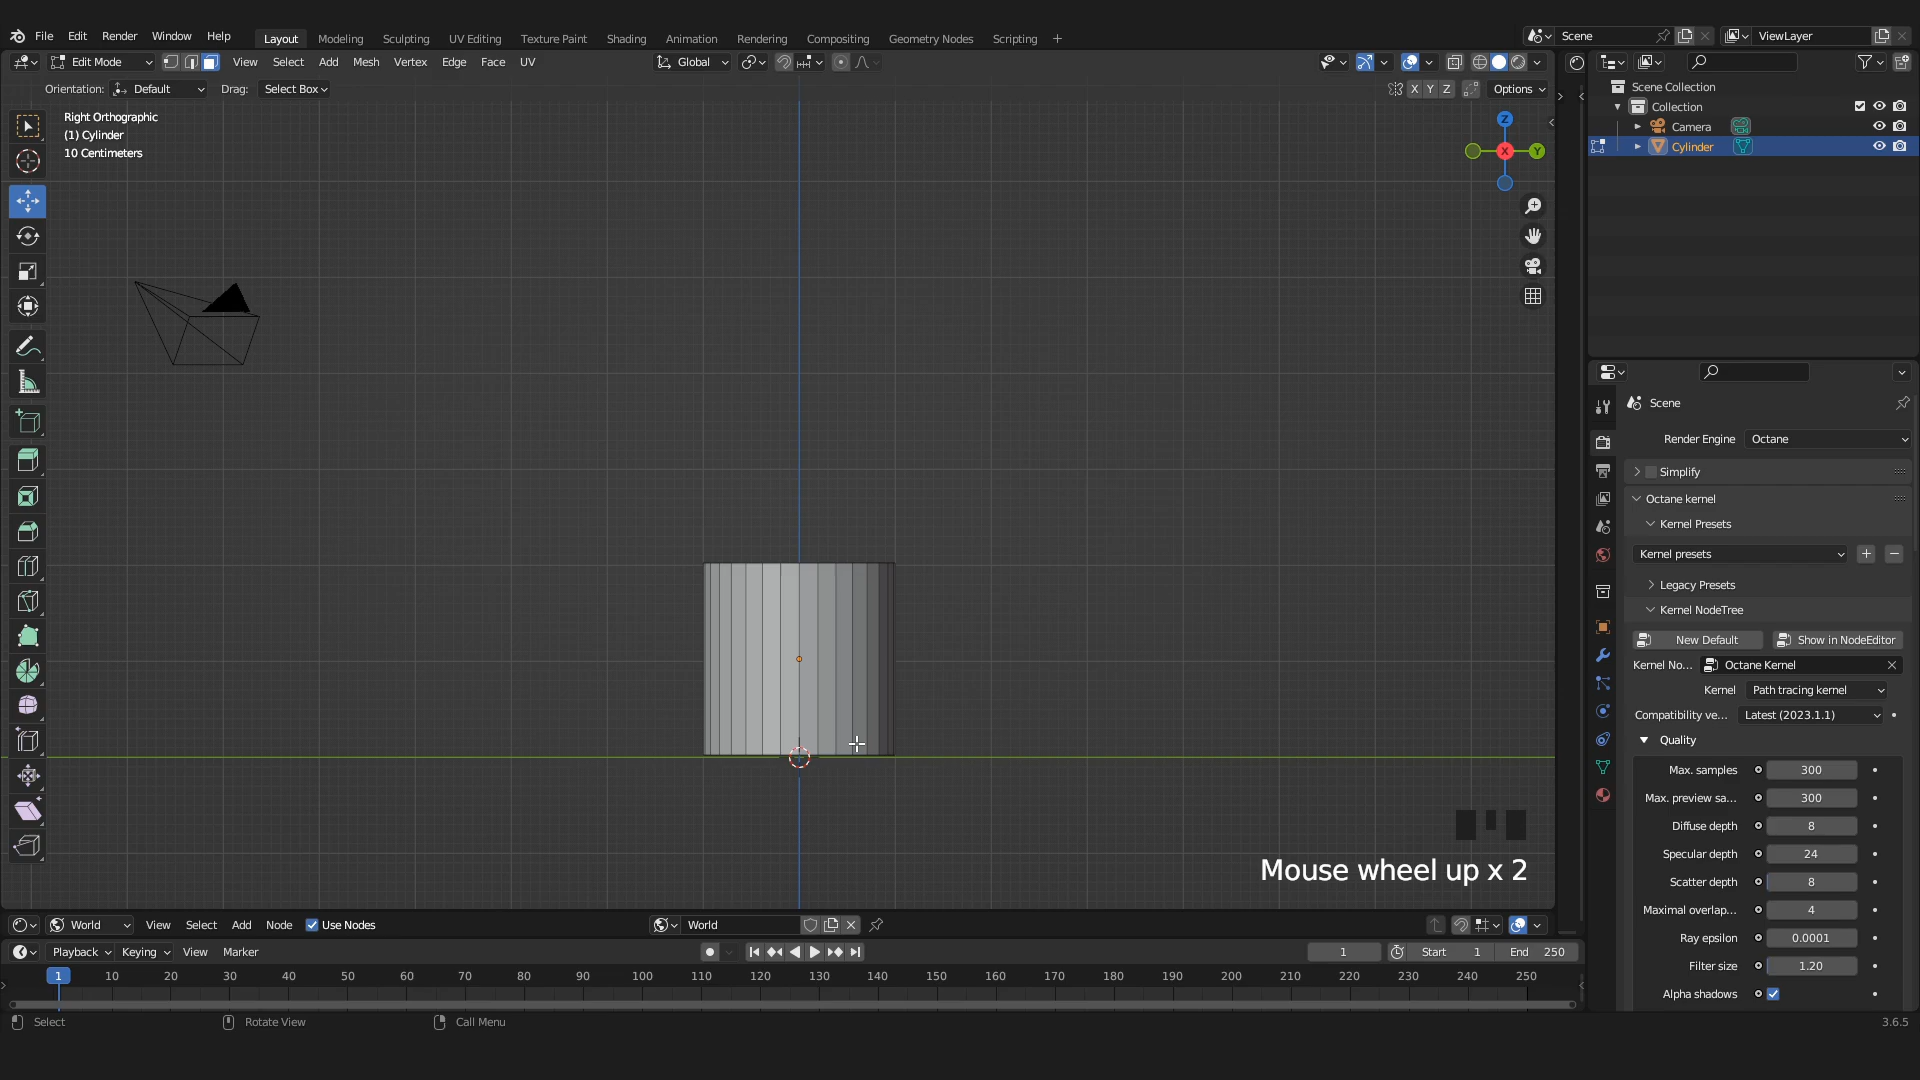 File Edit Render Window Help Layout Modeling Sculpting UV Editing Texture Paint Shading Animation Rendering Compositing Geometry Nodes Scripting + Scene ViewLayer
Edit Mode View Select Add Mesh Vertex Edge Face UV Global
Orientation: Default Drag: Select Box X Y Z Options
Right Orthographic
(1) Cylinder
10 Centimeters
Z
X
Y
Scene Collection
Collection
Camera
Cylinder
Scene
Render Engine Octane
Simplify
Octane kernel
Kernel Presets
Kernel presets
Legacy Presets
Kernel NodeTree
New Default Show in NodeEditor
Kernel No... Octane Kernel
Kernel Path tracing kernel
Compatibility ve... Latest (2023.1.1)
Quality
Max. samples 300
Max. preview sa... 300
Diffuse depth 8
Specular depth 24
Scatter depth 8
Maximal overlap... 4
Ray epsilon 0.0001
Filter size 1.20
Alpha shadows
Mouse wheel up x 2
World View Select Add Node Use Nodes World
Playback Keying View Marker 1 Start 1 End 250
1 10 20 30 40 50 60 70 80 90 100 110 120 130 140 150 160 170 180 190 200 210 220 230 240 250
Select Rotate View Call Menu 3.6.5